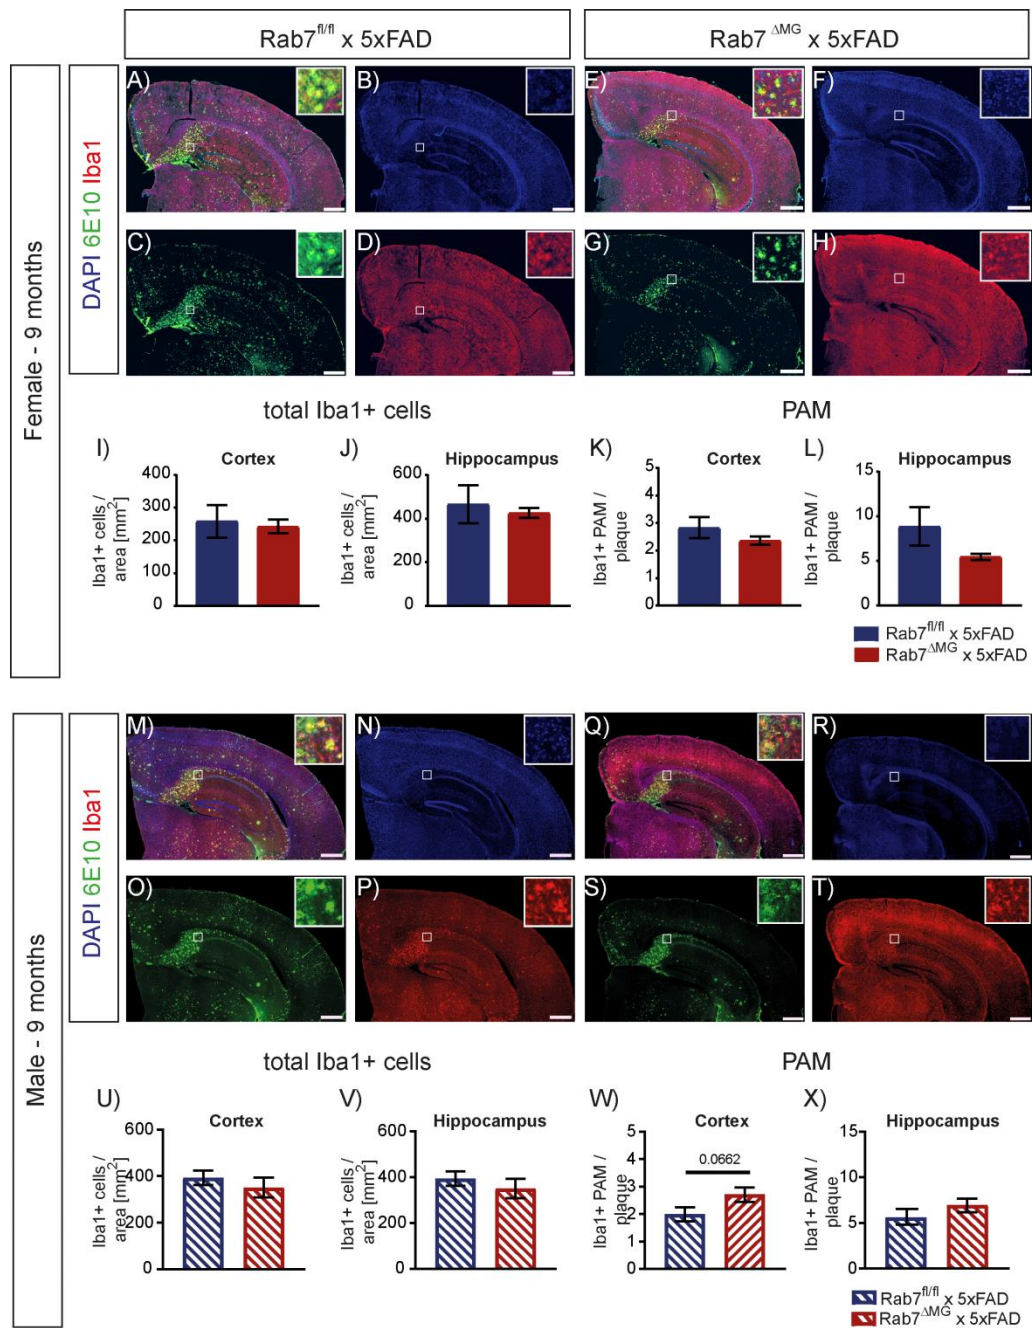 Rab7fl/fl x 5xFAD
Rab7 ΔMG x 5xFAD
Female - 9 months
DAPI 6E10 Iba1
A)
B)
E)
F)
C)
D)
G)
H)
total Iba1+ cells
PAM
I)
Cortex
Iba1+ cells /
area [mm2]
400
300
200
100
0
J)
Hippocampus
Iba1+ cells /
area [mm2]
600
400
200
0
K)
Cortex
Iba1+ PAM /
plaque
5
4
3
2
1
0
L)
Hippocampus
Iba1+ PAM /
plaque
15
10
5
0
Rab7fl/fl x 5xFAD
Rab7ΔMG x 5xFAD
Male - 9 months
DAPI 6E10 Iba1
M)
N)
Q)
R)
O)
P)
S)
T)
total Iba1+ cells
PAM
U)
Cortex
Iba1+ cells /
area [mm2]
600
400
200
0
V)
Hippocampus
Iba1+ cells /
area [mm2]
600
400
200
0
W)
Cortex
Iba1+ PAM /
plaque
5
4
3
2
1
0
0.0662
X)
Hippocampus
Iba1+ PAM /
plaque
15
10
5
0
Rab7fl/fl x 5xFAD
Rab7ΔMG x 5xFAD